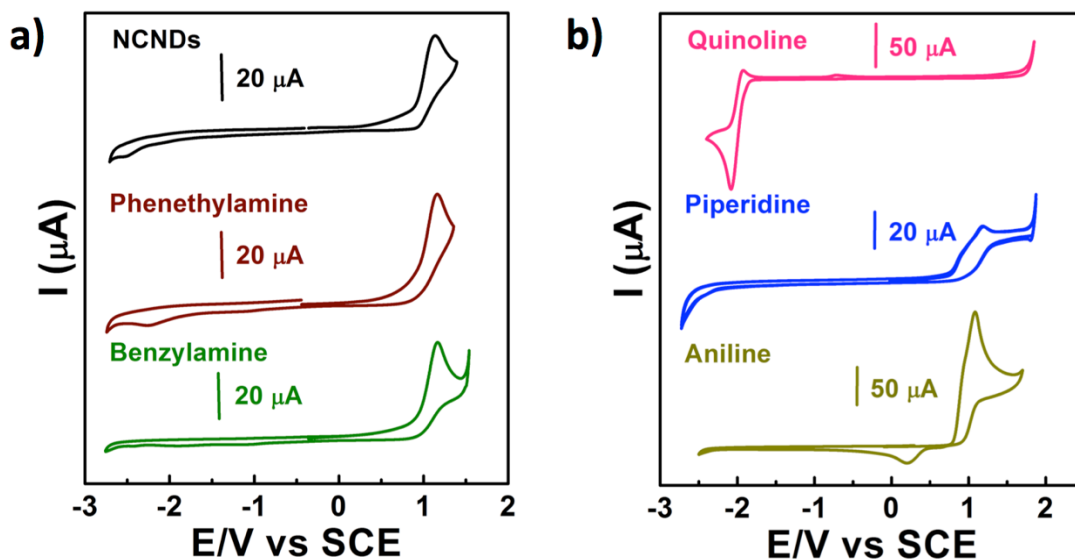 a)
NCNDs
20 μA
Phenethylamine
20 μA
Benzylamine
20 μA
I (μA)
-3 -2 -1 0 1 2
E/V vs SCE
b)
Quinoline
50 μA
Piperidine
20 μA
Aniline
50 μA
I (μA)
-3 -2 -1 0 1 2
E/V vs SCE